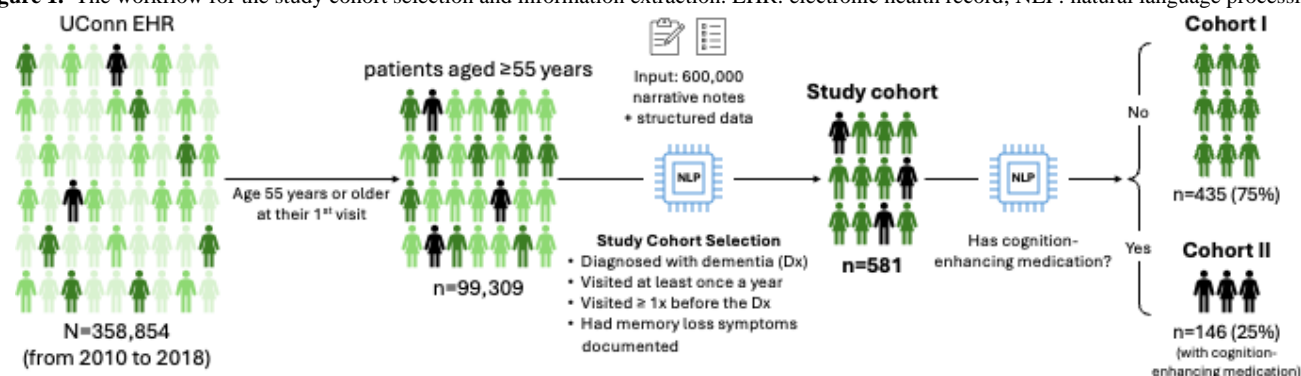 gure 1. The workflow for the study cohort selection and information extraction. EHR: electronic health record; NLP: natural language processi
UConn EHR
N=358,854
(from 2010 to 2018)
Age 55 years or older
at their 1st visit
patients aged ≥55 years
n=99,309
Input: 600,000
narrative notes
+ structured data
NLP
Study Cohort Selection
• Diagnosed with dementia (Dx)
• Visited at least once a year
• Visited ≥ 1x before the Dx
• Had memory loss symptoms
documented
Study cohort
n=581
NLP
Has cognition-
enhancing medication?
No
Yes
Cohort I
n=435 (75%)
Cohort II
n=146 (25%)
(with cognition-
enhancing medication)